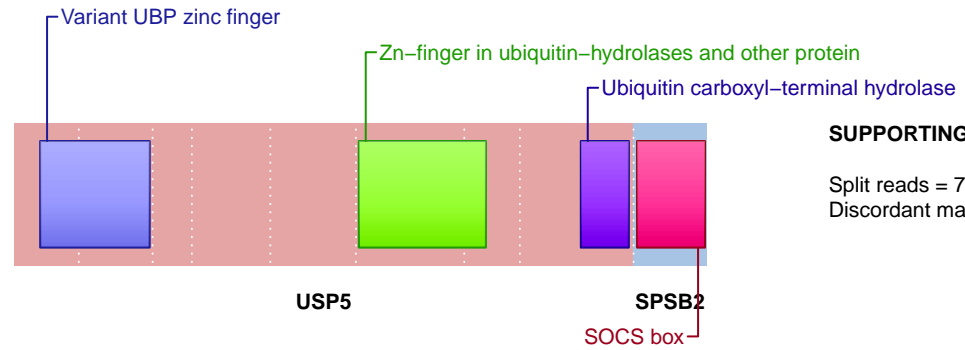 Variant UBP zinc finger
Zn−finger in ubiquitin−hydrolases and other protein
Ubiquitin carboxyl−terminal hydrolase
SUPPORTING
Split reads = 7
Discordant ma
USP5
SPSB2
SOCS box